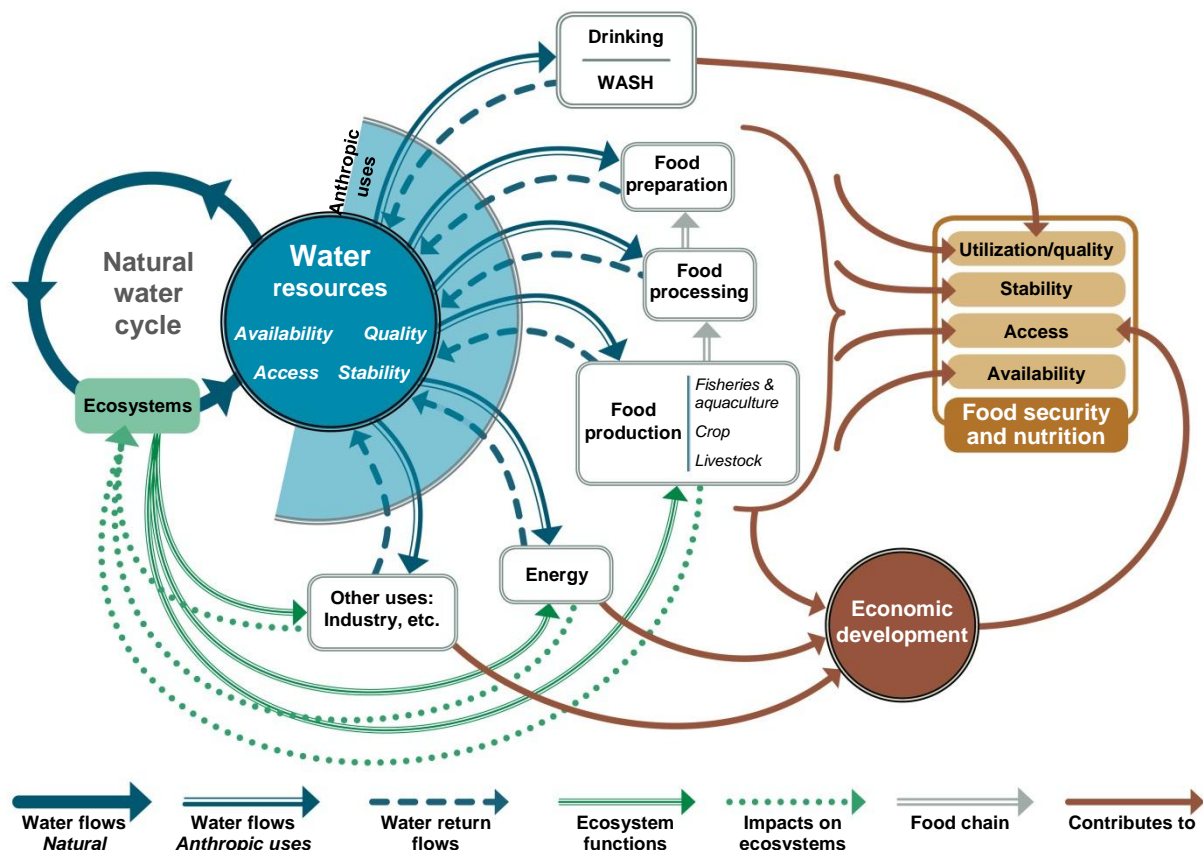 Drinking
WASH
Anthropic
uses
Food
preparation
Natural
water
cycle
Water
resources
Availability Quality
Access Stability
Food
processing
Utilization/quality
Stability
Access
Availability
Food security
and nutrition
Ecosystems
Food
production
Fisheries &
aquaculture
Crop
Livestock
Energy
Other uses:
Industry, etc.
Economic
development
Water flows
Natural
Water flows
Anthropic uses
Water return
flows
Ecosystem
functions
Impacts on
ecosystems
Food chain
Contributes to